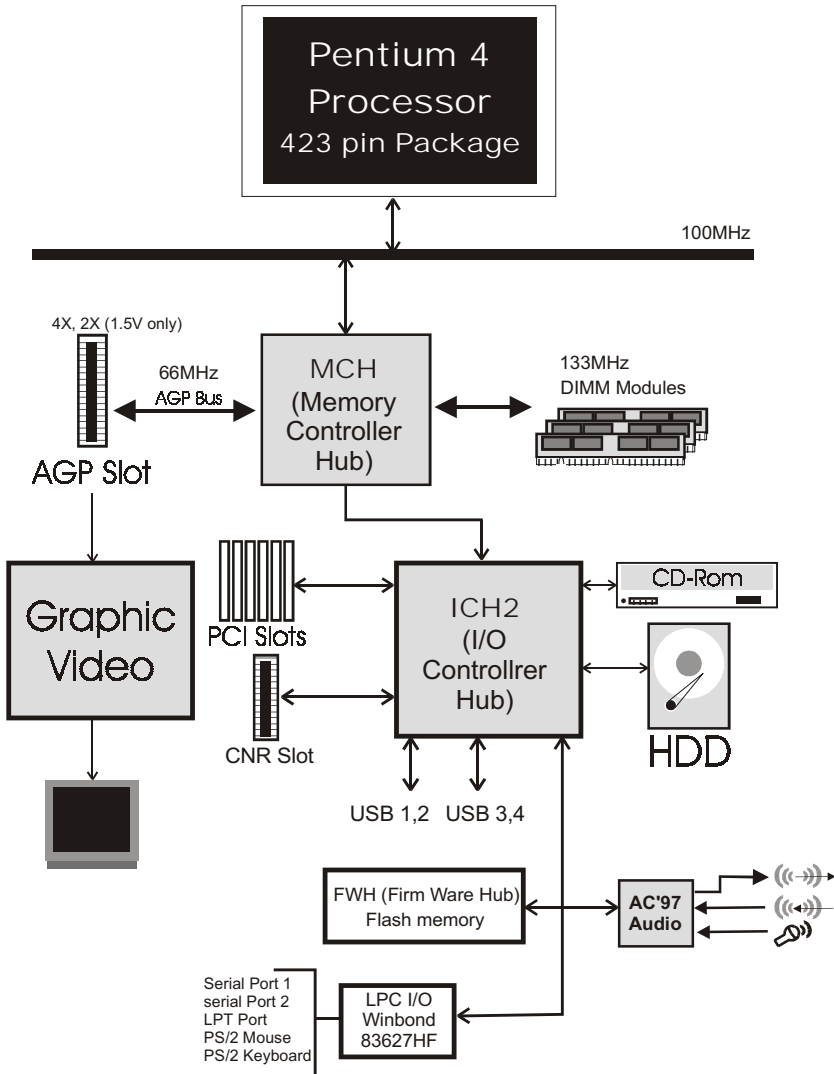 Pentium 4
Processor
423 pin Package
100MHz
4X, 2X (1.5V only)
66MHz
AGP Bus
AGP Slot
MCH
(Memory
Controller
Hub)
133MHz
DIMM Modules
Graphic
Video
PCI Slots
CNR Slot
ICH2
(I/O
Controllrer
Hub)
CD-Rom
HDD
USB 1,2
USB 3,4
FWH (Firm Ware Hub)
Flash memory
AC'97
Audio
Serial Port 1
serial Port 2
LPT Port
PS/2 Mouse
PS/2 Keyboard
LPC I/O
Winbond
83627HF